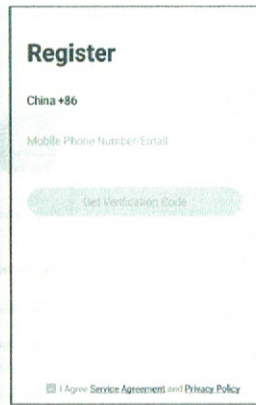 Register
China +86
Mobile Phone Number/Email
Get Verification Code
I Agree Service Agreement and Privacy Policy